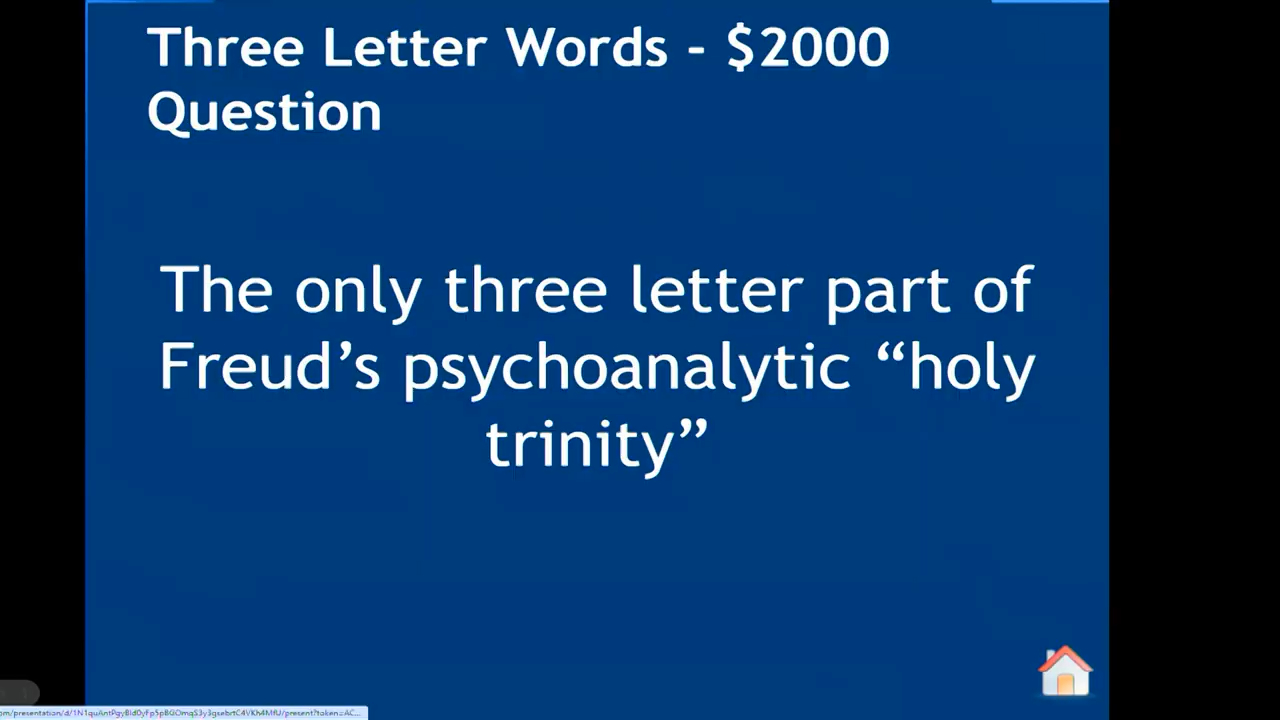 Three Letter Words - $2000
Question
The only three letter part of
Freud’s psychoanalytic “holy
trinity”